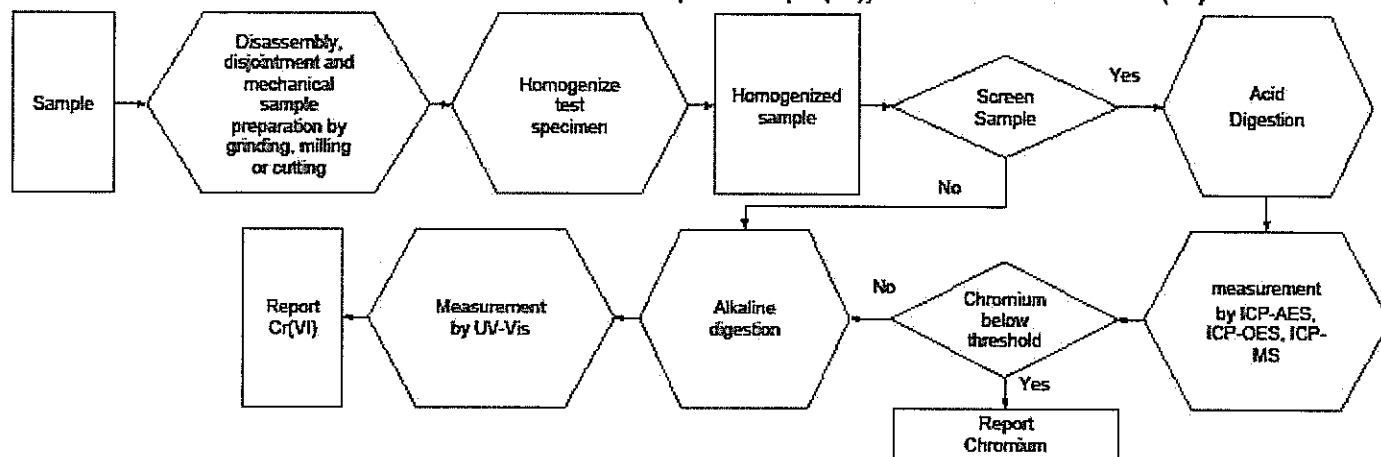 Sample
Disassembly,
disjointment and
mechanical
sample
preparation by
grinding, milling
or cutting
Homogenize
test
specimen
Homogenized
sample
Screen
Sample
Yes
Acid
Digestion
No
Report
Cr(VI)
Measurement
by UV-Vis
Alkaline
digestion
No
Chromium
below
threshold
measurement
by ICP-AES,
ICP-OES, ICP-
MS
Yes
Report
Chromium